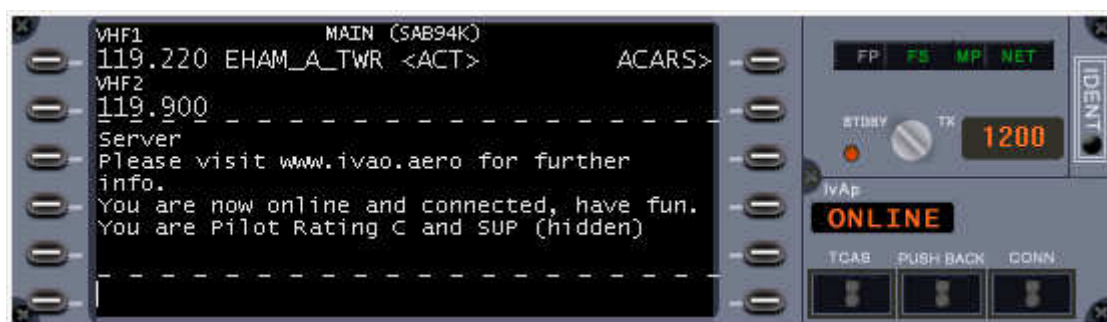 VHF1 MAIN (SAB94K)
119.220 EHAM_A_TWR <ACT> ACARS>
VHF2
119.900
Server
Please visit www.ivao.aero for further
info.
You are now online and connected, have fun.
You are Pilot Rating C and SUP (hidden)
FP FS MP NET
IDENT
STDBY TX
1200
IvAp
ONLINE
TCAS PUSH BACK CONN